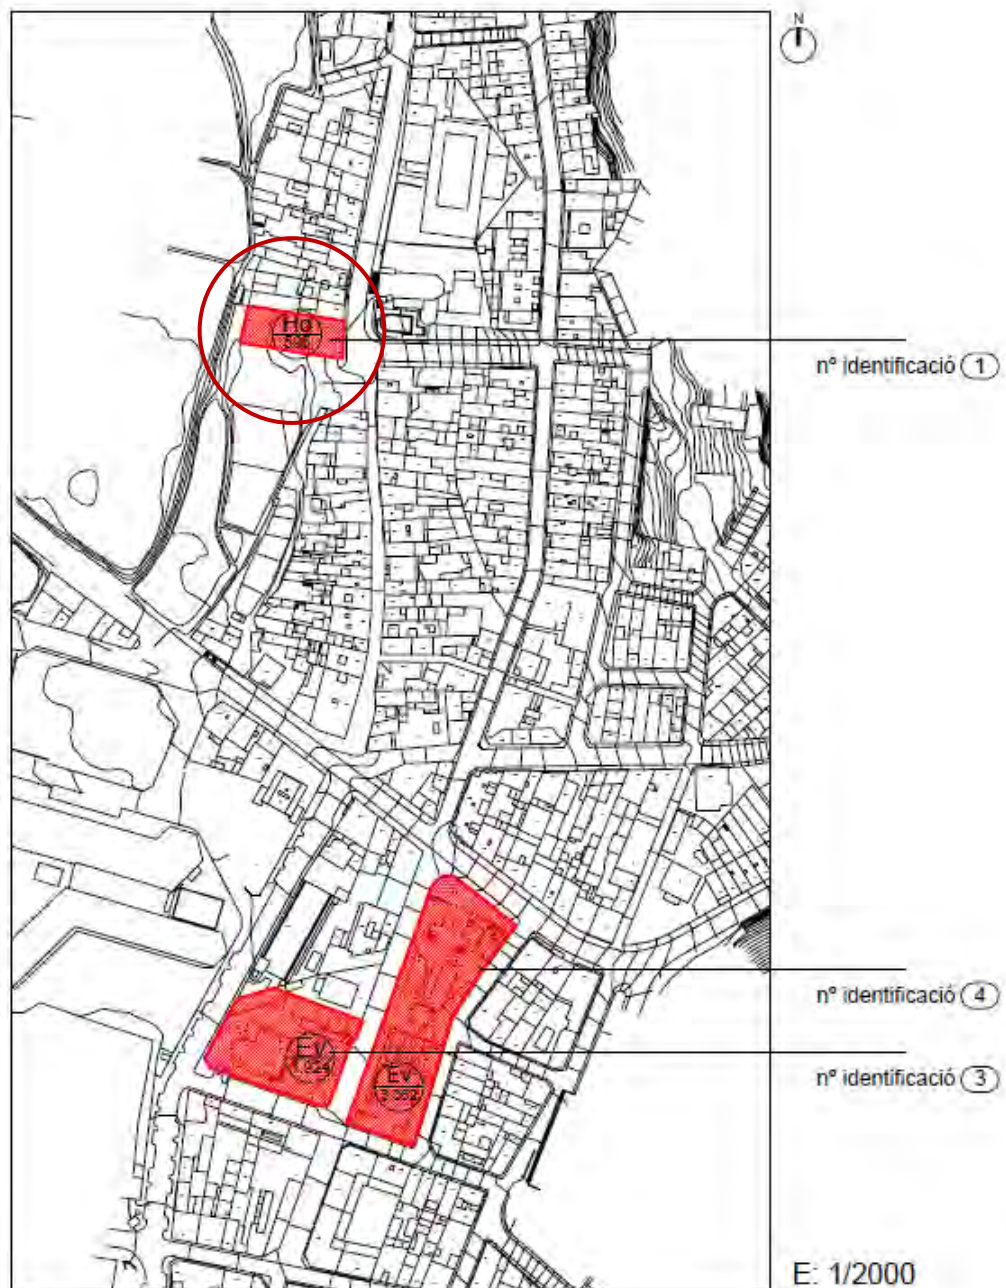 N
Ho
nº identificació 1
nº identificació 4
Ev
Ev
nº identificació 3
E: 1/2000